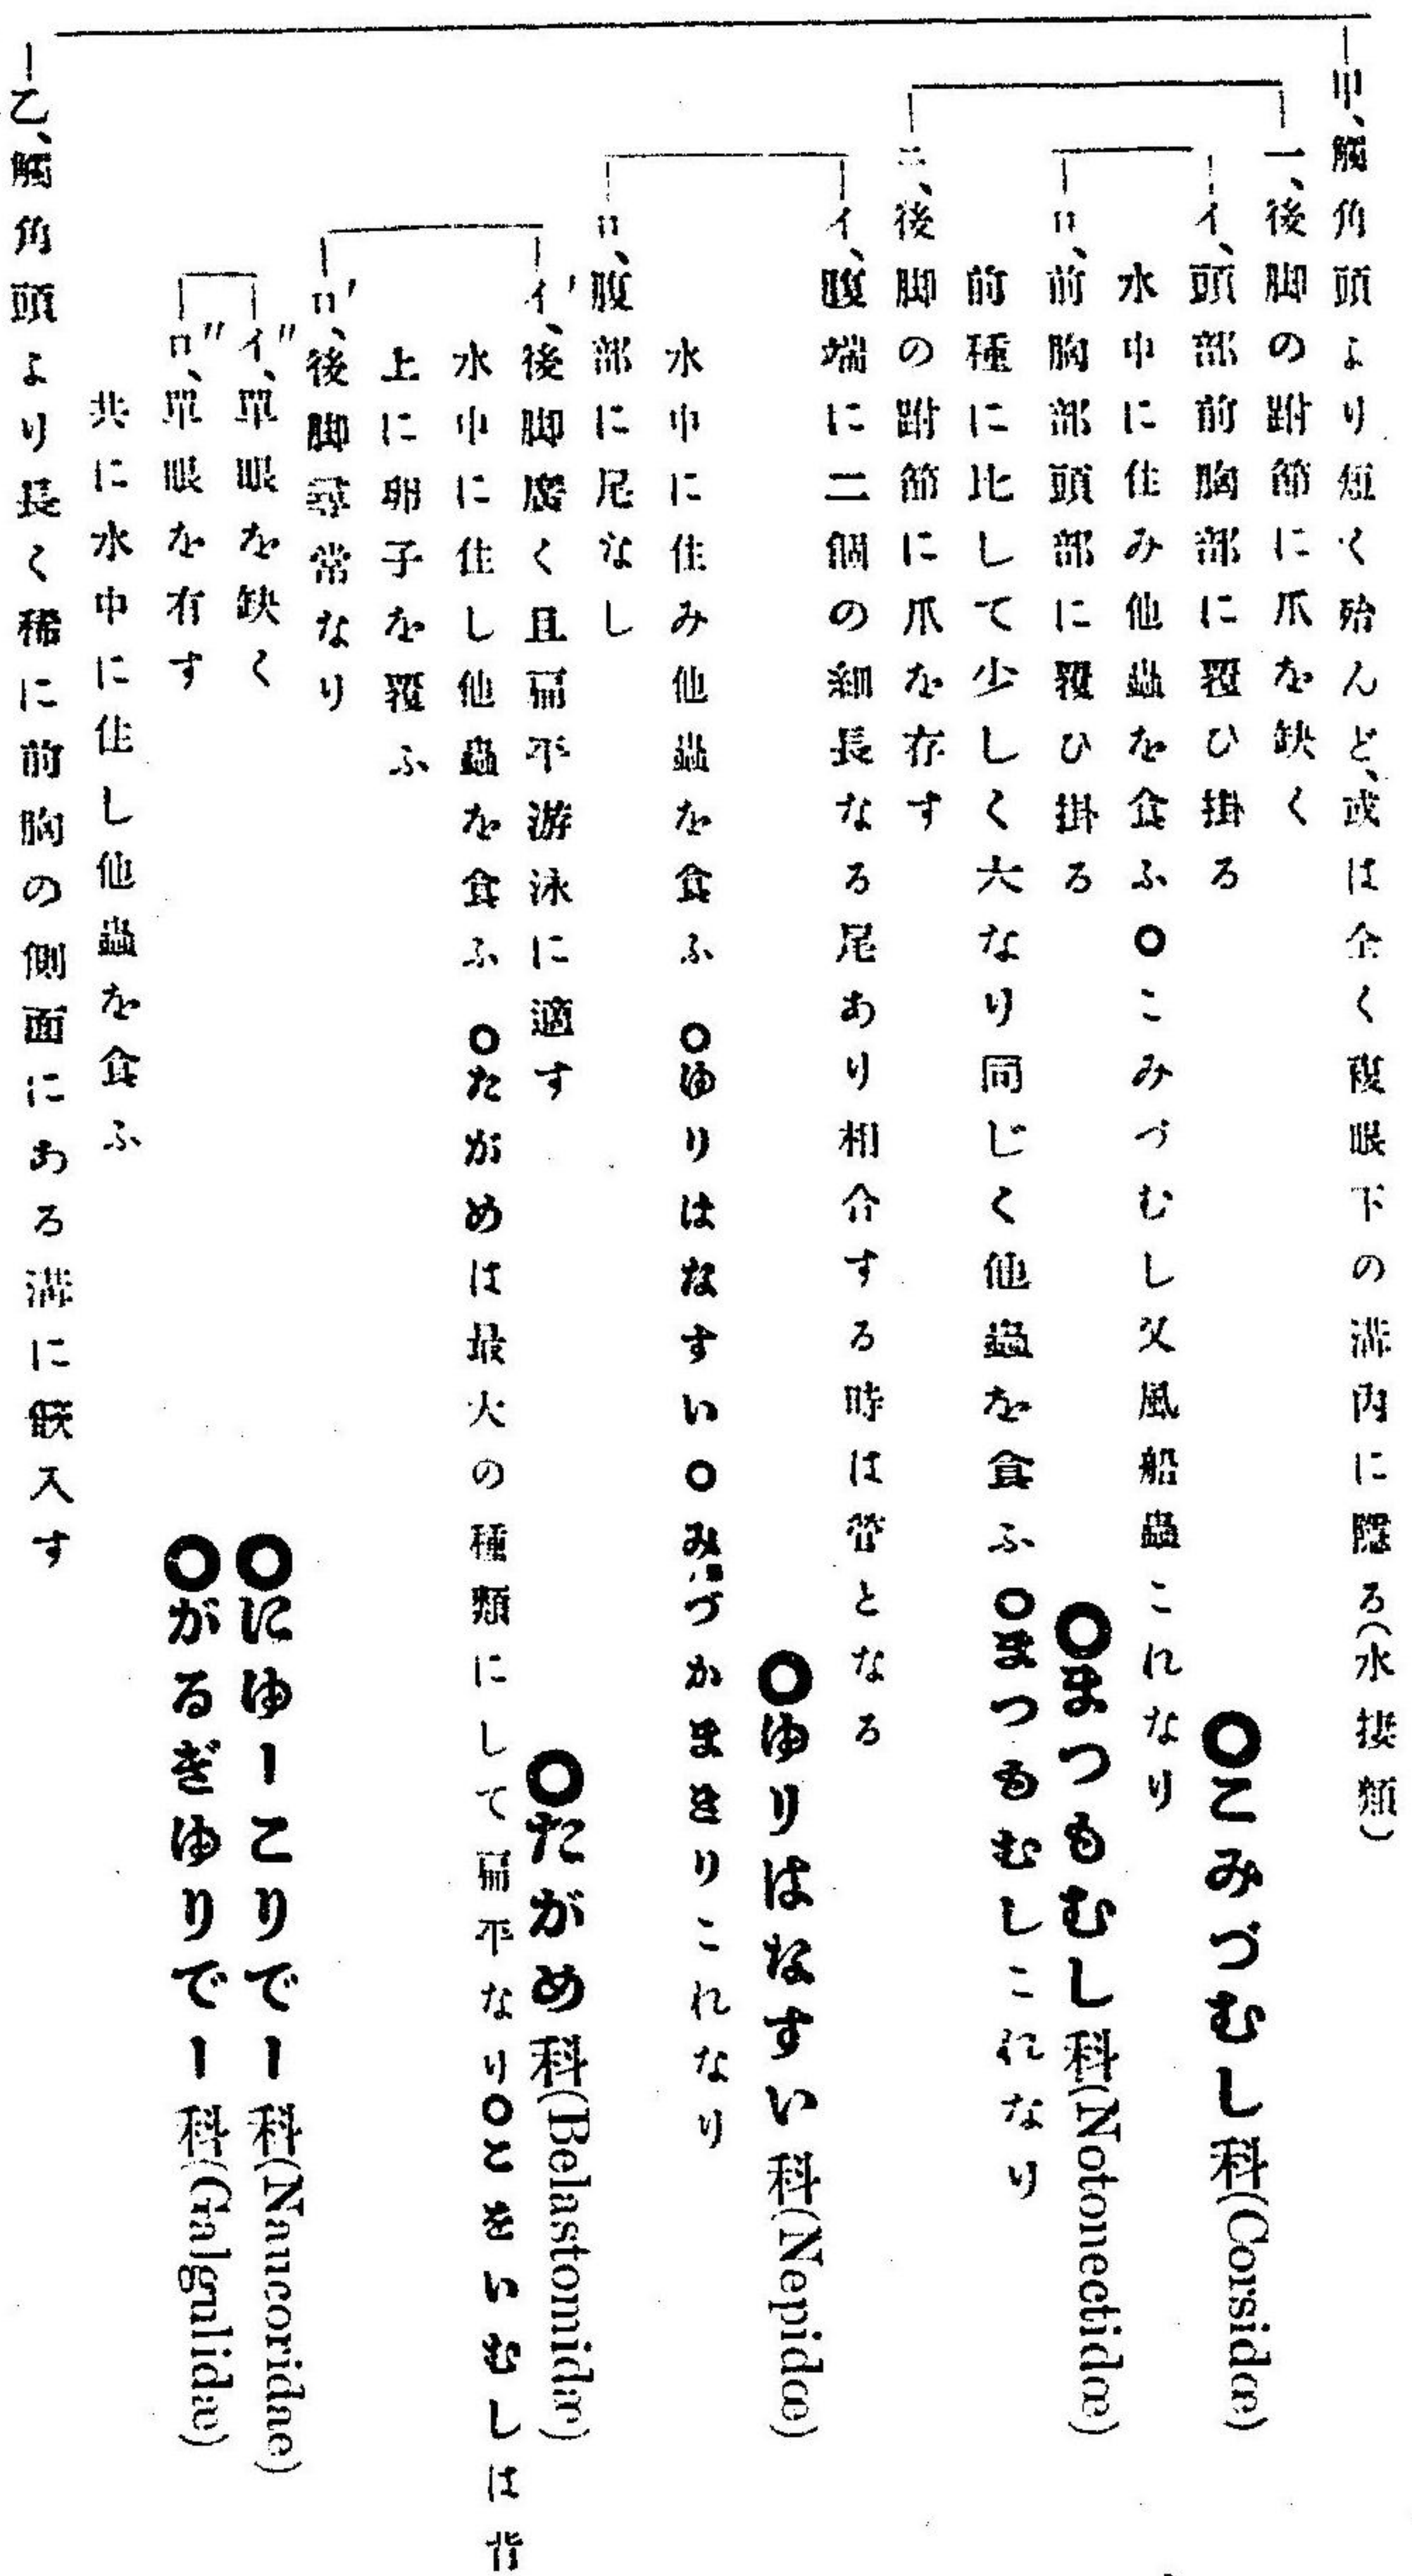 甲、觸角頭より短く殆んど、或は全く複眼下の溝内に隱る(水捿類)
一、後脚の跗節に爪を缺く
イ、頭部前胸部に覆ひ掛る ○こみづむし科(Corsidœ)
水中に住み他蟲を食ふ○こみづむし又風船蟲これなり
ロ、前胸部頭部に覆ひ掛る ○まつもむし科(Notonectidœ)
前種に比して少しく大なり同じく他蟲を食ふ○まつもむしこれなり
二、後脚の跗節に爪を存す
イ、腹端に二個の細長なる尾あり相合する時は管となる
○ゆりはなすい科(Nepidœ)
水中に住み他蟲を食ふ ○ゆりはなすい○みづかまきりこれなり
ロ、腹部に尾なし
イ′、後脚廣く且扁平游泳に適す ○たがめ科(Belastomidæ)
水中に住し他蟲を食ふ ○たがめは最大の種類にして扁平なり○こをいむしは背
上に卵子を覆ふ
ロ′、後脚尋常なり
イ″、單眼を缺く ○にゆーこりでー科(Naucoridae)
ロ″、單眼を有す ○がるぎゆりでー科(Galgulidæ)
共に水中に住し他蟲を食ふ
乙、觸角頭より長く稀に前胸の側面にある溝に嵌入す